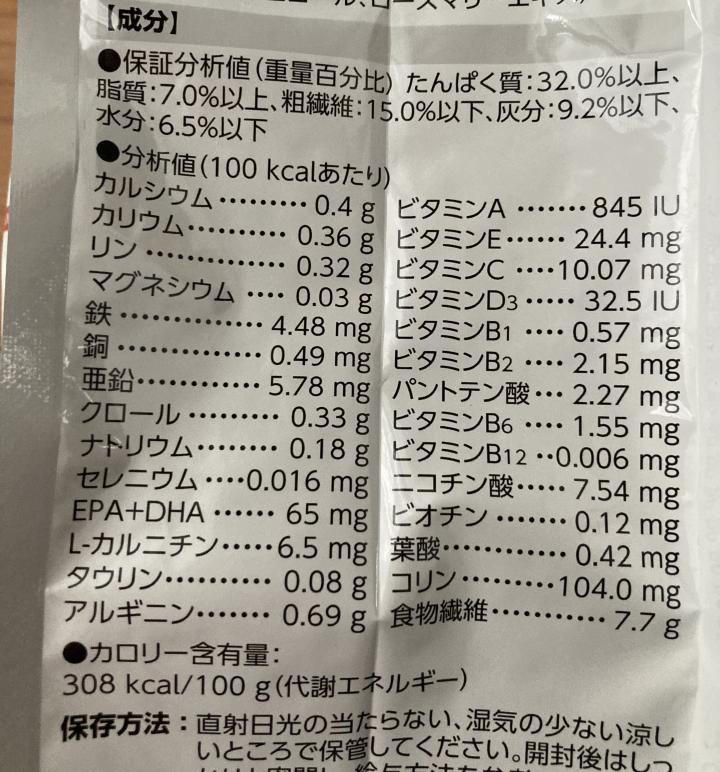 【成分】
●保証分析値(重量百分比) たんぱく質:32.0%以上、
脂質:7.0%以上、粗繊維:15.0%以下、灰分:9.2%以下、
水分:6.5%以下
●分析値(100 kcalあたり)
カルシウム ········· 0.4 g
カリウム·········· 0.36 g
リン ·············· 0.32 g
マグネシウム ···· 0.03 g
鉄 ·············· 4.48 mg
銅 ·············· 0.49 mg
亜鉛············ 5.78 mg
クロール ········· 0.33 g
ナトリウム········ 0.18 g
セレニウム ····0.016 mg
EPA+DHA ······ 65 mg
L-カルニチン·····6.5 mg
タウリン·········· 0.08 g
アルギニン······· 0.69 g
ビタミンA ·······845 IU
ビタミンE······ 24.4 mg
ビタミンC ····10.07 mg
ビタミンD3 ····· 32.5 IU
ビタミンB1 ···· 0.57 mg
ビタミンB2 ···· 2.15 mg
パントテン酸··· 2.27 mg
ビタミンB6 ···· 1.55 mg
ビタミンB12 ··0.006 mg
ニコチン酸····· 7.54 mg
ビオチン ······· 0.12 mg
葉酸············ 0.42 mg
コリン·········104.0 mg
食物繊維··········· 7.7 g
●カロリー含有量:
308 kcal/100 g(代謝エネルギー)
保存方法:直射日光の当たらない、湿気の少ない涼し
いところで保管してください。開封後はしっ